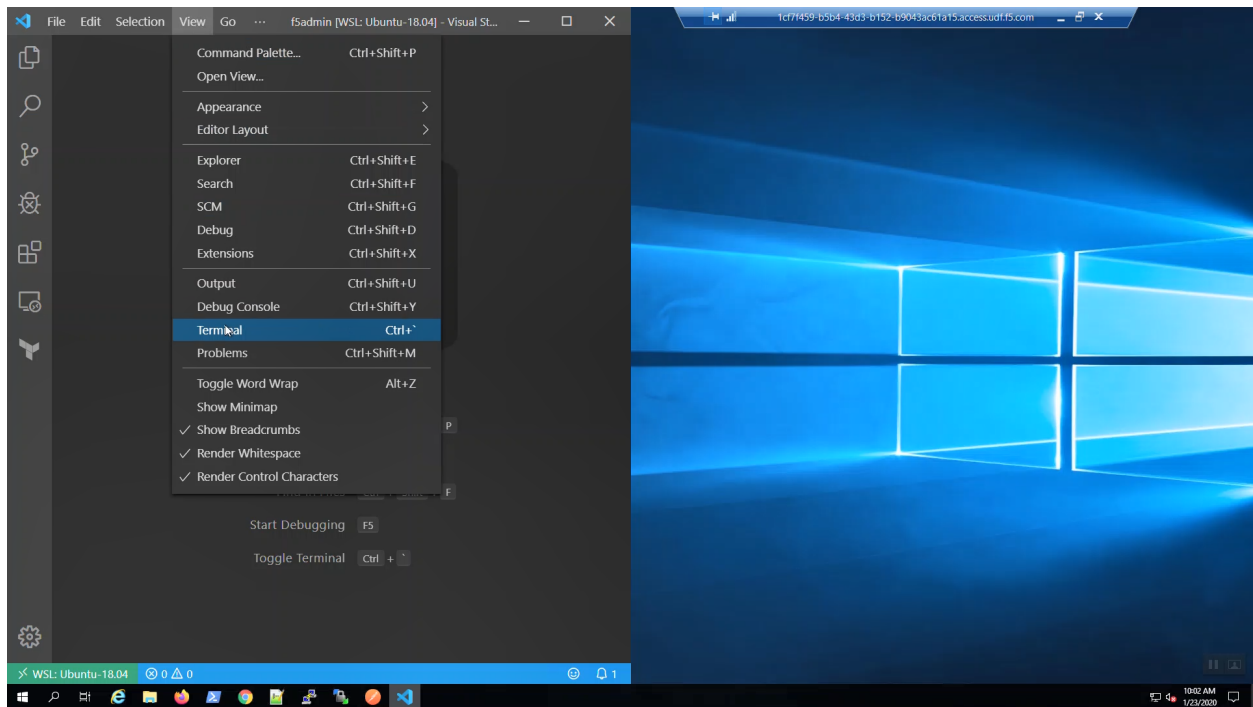 File Edit Selection View Go ··· f5admin [WSL: Ubuntu-18.04] - Visual St...
1cf7f459-b5b4-43d3-b152-b9043ac61a15.access.udf.f5.com
Command Palette... Ctrl+Shift+P
Open View...
Appearance
Editor Layout
Explorer Ctrl+Shift+E
Search Ctrl+Shift+F
SCM Ctrl+Shift+G
Debug Ctrl+Shift+D
Extensions Ctrl+Shift+X
Output Ctrl+Shift+U
Debug Console Ctrl+Shift+Y
Terminal Ctrl+`
Problems Ctrl+Shift+M
Toggle Word Wrap Alt+Z
Show Minimap
Show Breadcrumbs
P
Render Whitespace
Render Control Characters
F
Start Debugging F5
Toggle Terminal Ctrl + `
WSL: Ubuntu-18.04 0 0 1
10:02 AM
1/23/2020